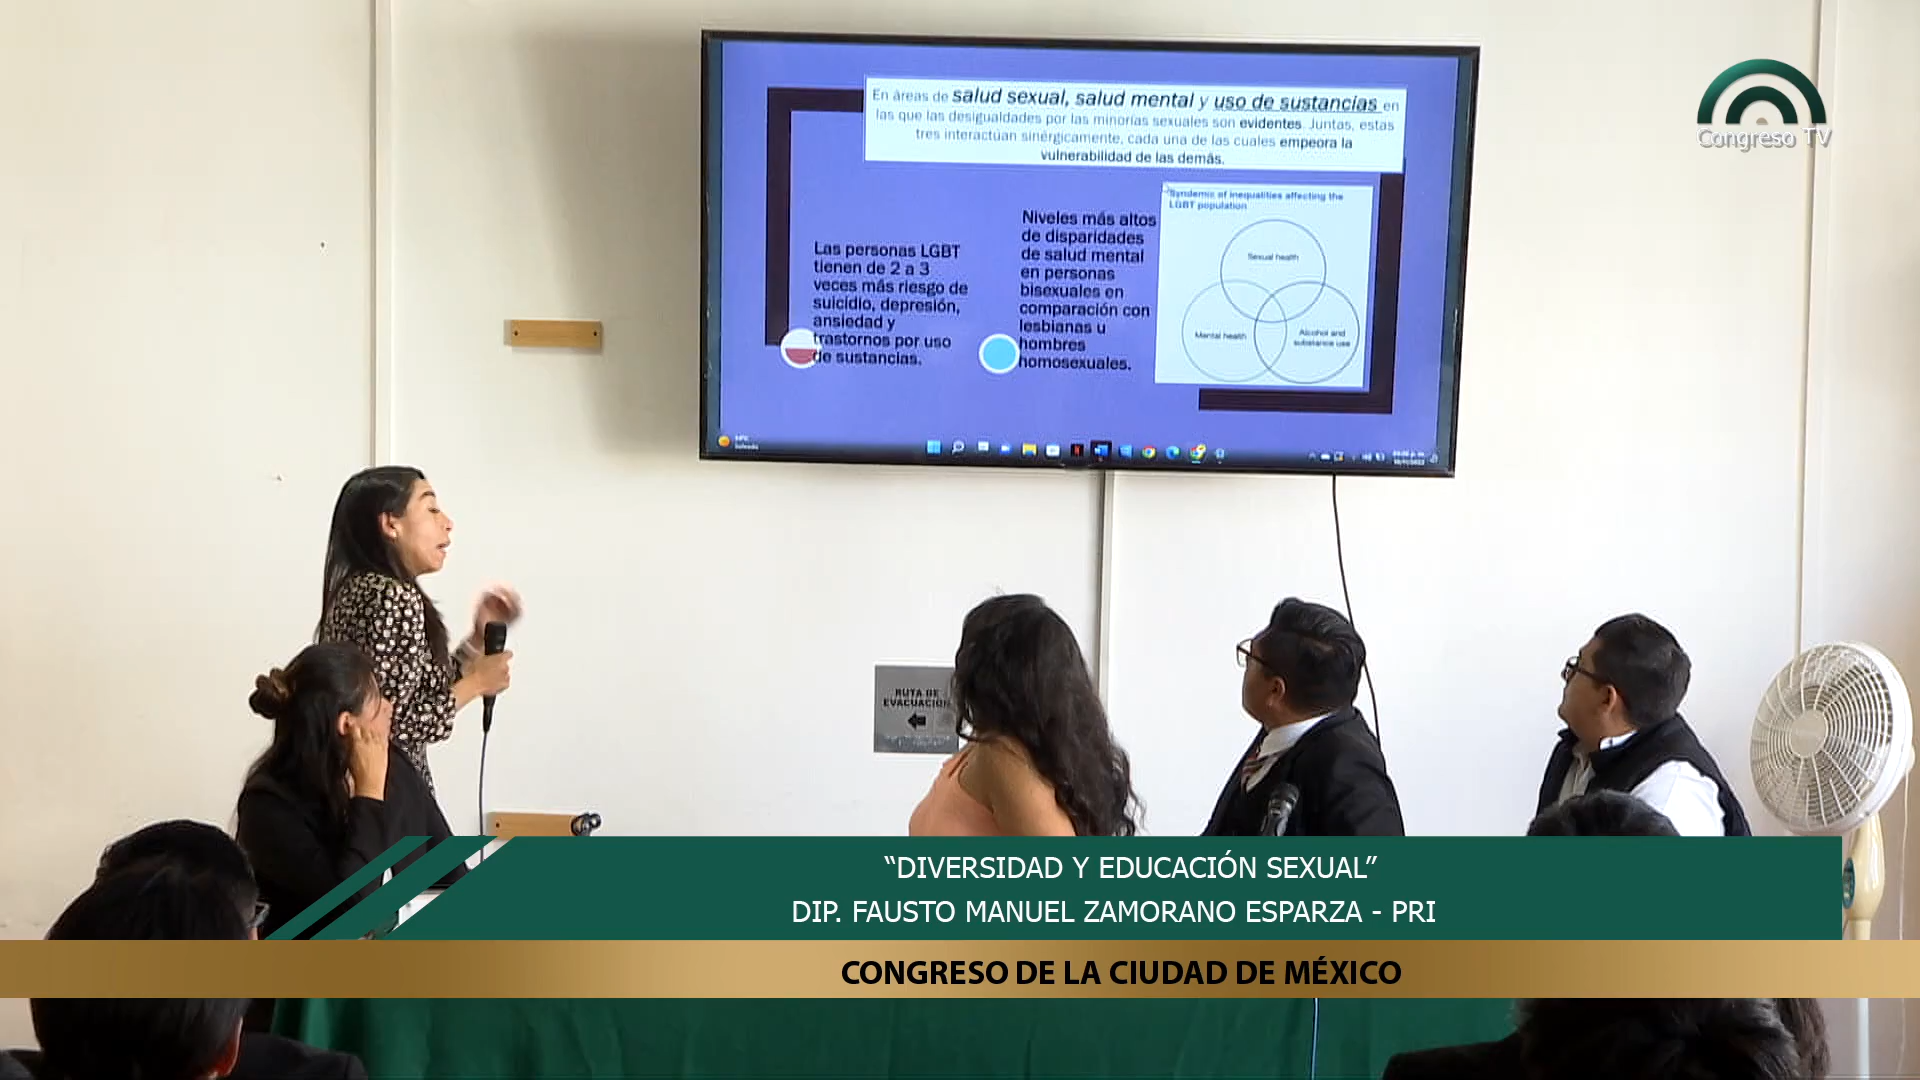 Congreso TV
En áreas de salud sexual, salud mental y uso de sustancias en
las que las desigualdades por las minorías sexuales son evidentes. Juntas, estas
tres interactúan sinérgicamente, cada una de las cuales empeora la
vulnerabilidad de las demás.
Las personas LGBT
tienen de 2 a 3
veces más riesgo de
suicidio, depresión,
ansiedad y
trastornos por uso
de sustancias.
Niveles más altos
de disparidades
de salud mental
en personas
bisexuales en
comparación con
lesbianas u
hombres
homosexuales.
Syndemic of inequalities affecting the
LGBT population
Sexual health
Mental health
Alcohol and
substance use
RUTA DE
EVACUACIÓN
“DIVERSIDAD Y EDUCACIÓN SEXUAL”
DIP. FAUSTO MANUEL ZAMORANO ESPARZA - PRI
CONGRESO DE LA CIUDAD DE MÉXICO